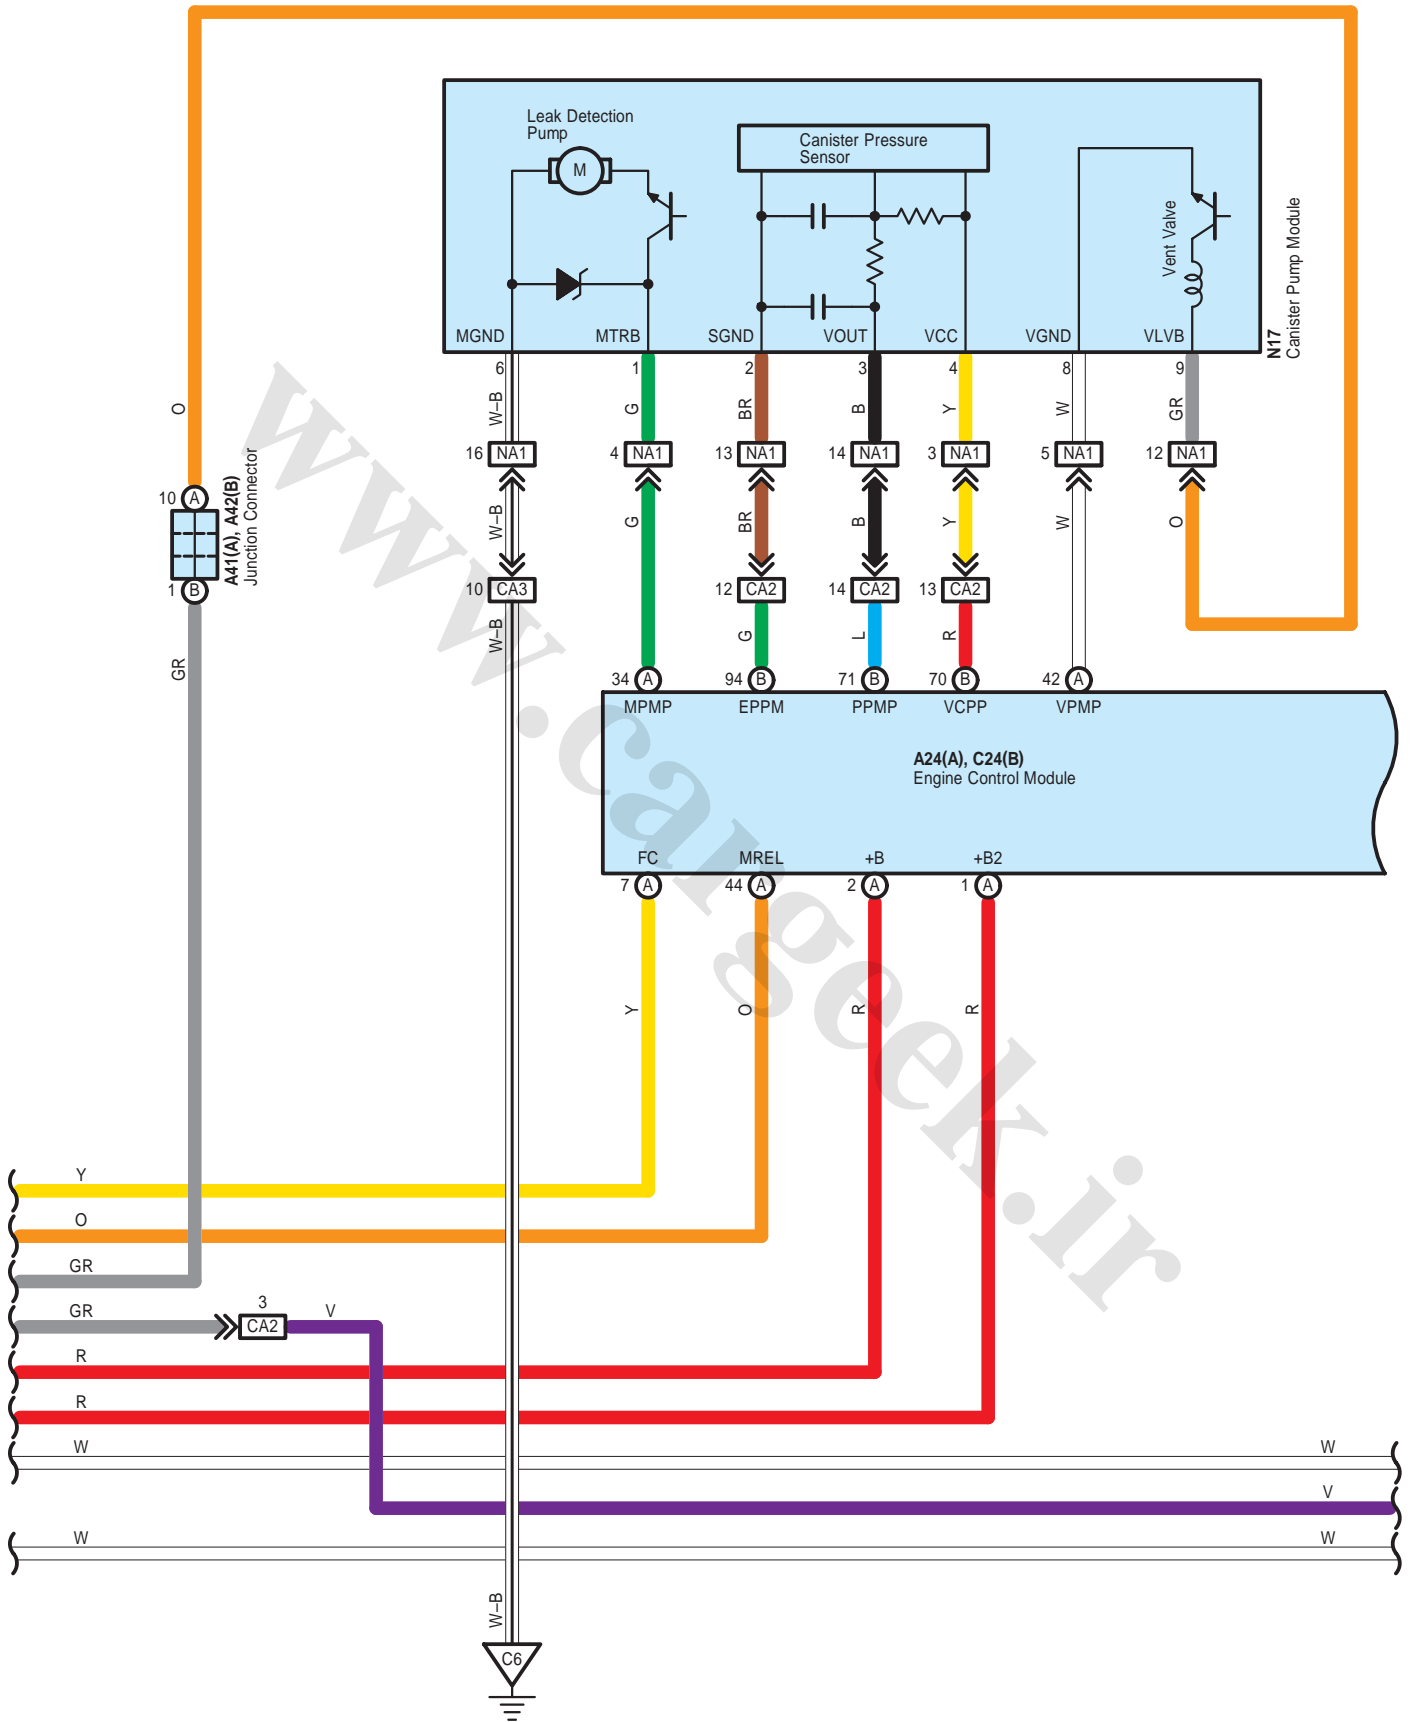 Leak Detection
Pump
M
Canister Pressure
Sensor
Vent Valve
N17
Canister Pump Module
MGND
MTRB
SGND
VOUT
VCC
VGND
VLVB
6
1
2
3
4
8
9
W–B
G
BR
B
Y
W
GR
16 NA1
4 NA1
13 NA1
14 NA1
3 NA1
5 NA1
12 NA1
W–B
G
BR
B
Y
W
O
O
10 A
A41(A), A42(B)
Junction Connector
1 B
GR
10 CA3
12 CA2
14 CA2
13 CA2
W–B
G
L
R
34 A
94 B
71 B
70 B
42 A
MPMP
EPPM
PPMP
VCPP
VPMP
A24(A), C24(B)
Engine Control Module
FC
MREL
+B
+B2
7 A
44 A
2 A
1 A
Y
O
R
R
Y
O
GR
GR
3
CA2
V
R
R
W
W
V
W
W
W–B
C6
www.cargeek.ir